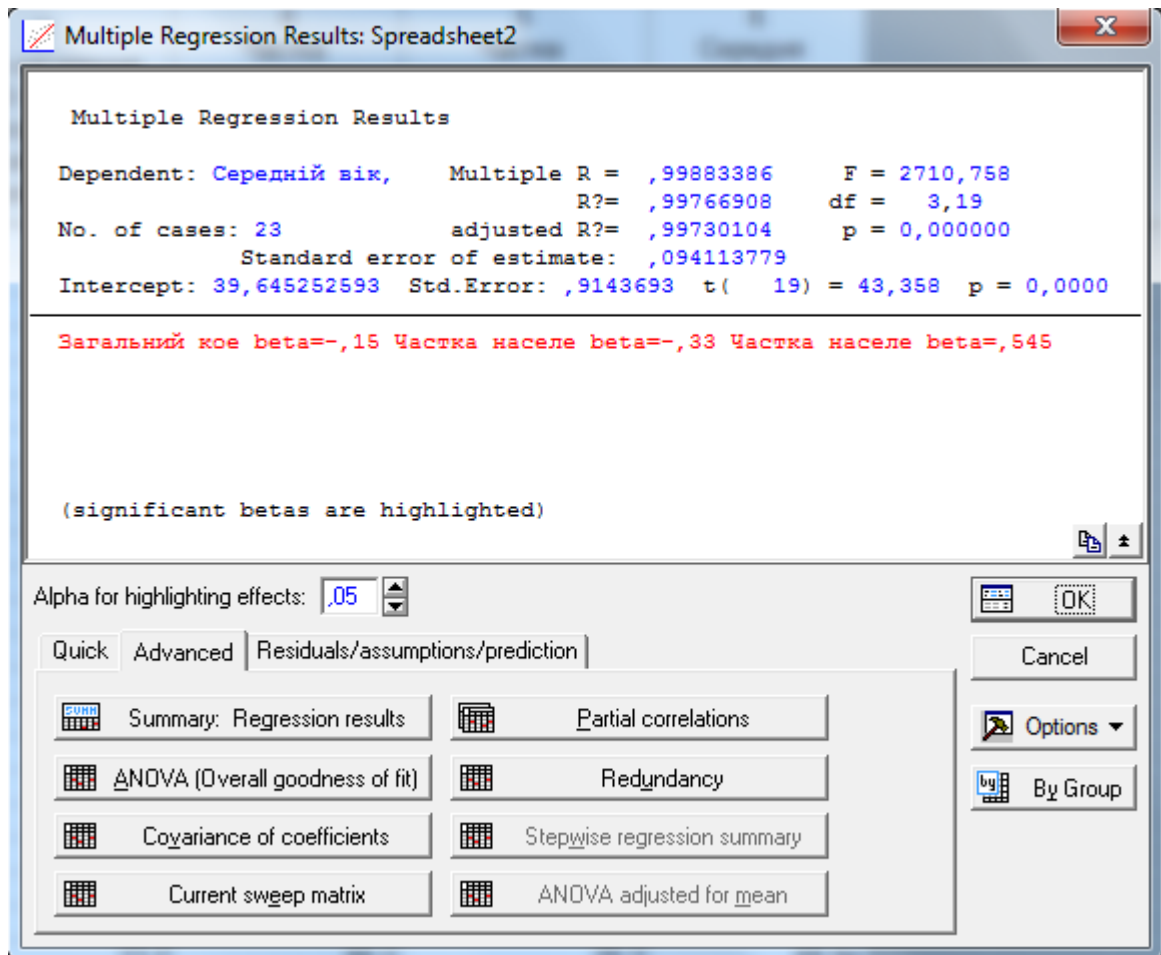 Multiple Regression Results: Spreadsheet2
x
Multiple Regression Results
Dependent: Середній вік, Multiple R = ,99883386 F = 2710,758
R?= ,99766908 df = 3,19
No. of cases: 23 adjusted R?= ,99730104 p = 0,000000
Standard error of estimate: ,094113779
Intercept: 39,645252593 Std.Error: ,9143693 t( 19) = 43,358 p = 0,0000
Загальний кое beta=-,15 Частка населе beta=-,33 Частка населе beta=,545
(significant betas are highlighted)
Alpha for highlighting effects: ,05
OK
Quick Advanced Residuals/assumptions/prediction
Cancel
SUMM Summary: Regression results
Partial correlations
Options
ANOVA (Overall goodness of fit)
Redundancy
by By Group
Covariance of coefficients
Stepwise regression summary
Current sweep matrix
ANOVA adjusted for mean